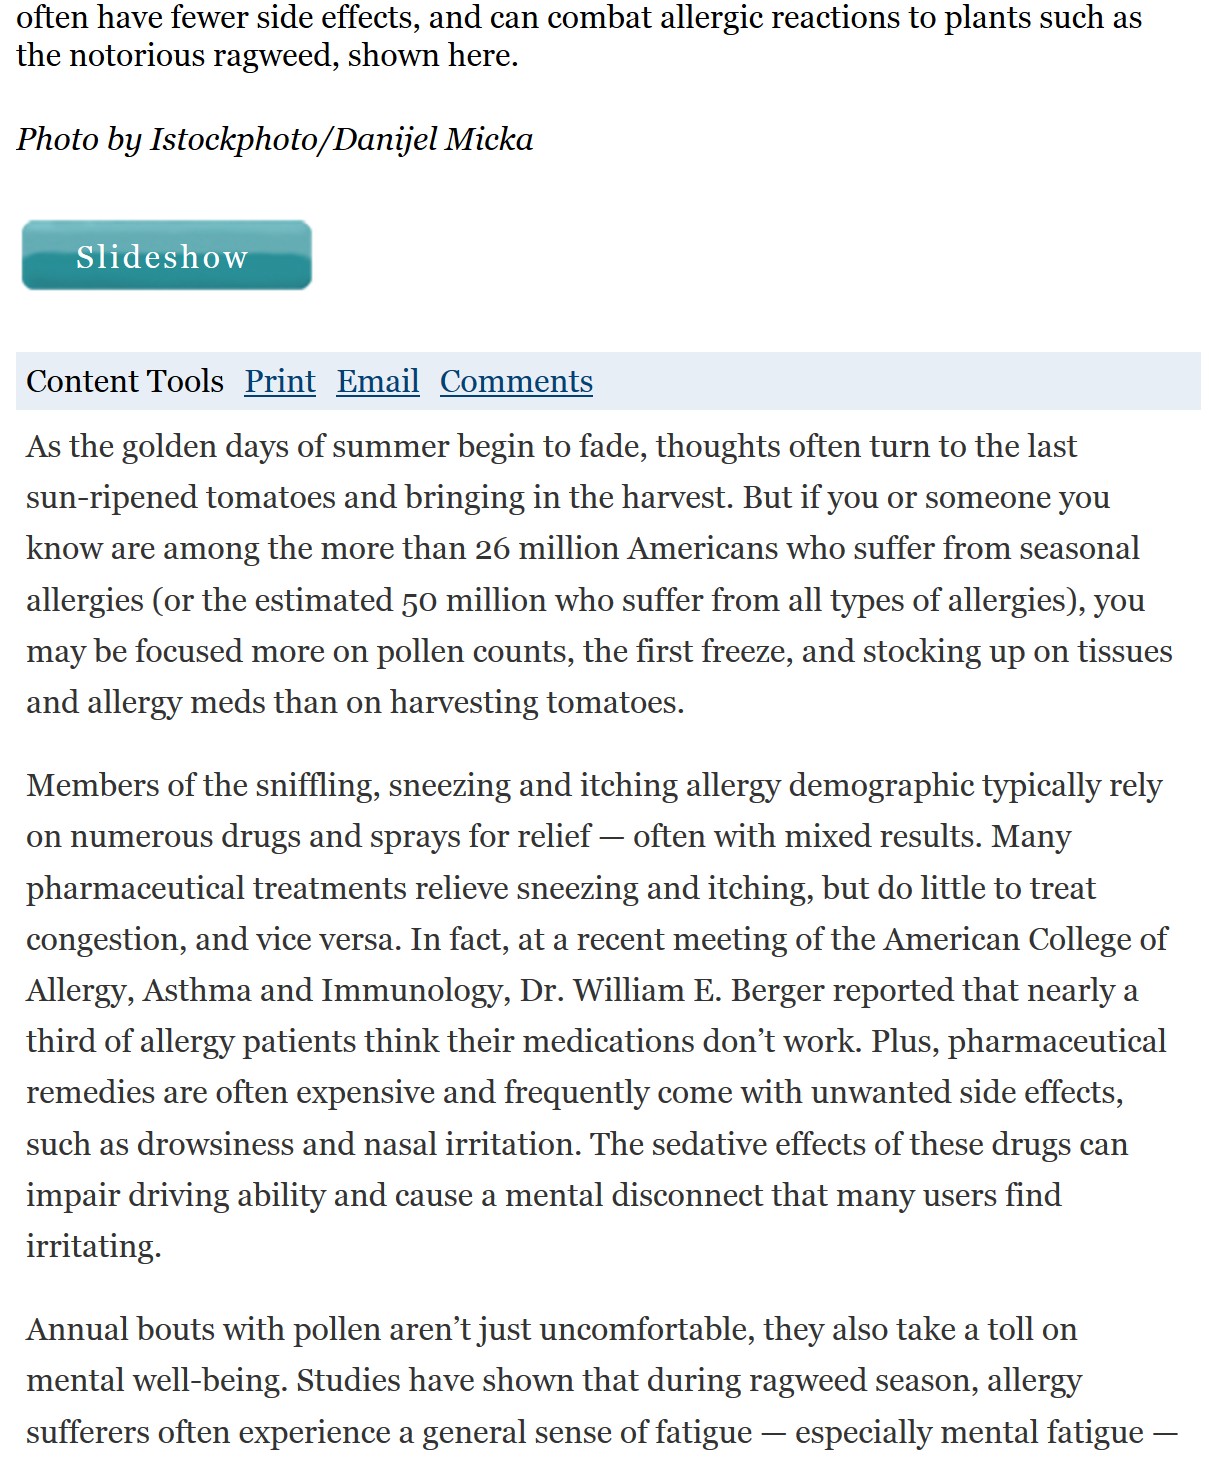 often have fewer side effects, and can combat allergic reactions to plants such as
the notorious ragweed, shown here.
Photo by Istockphoto/Danijel Micka
Slideshow
Content Tools Print Email Comments
As the golden days of summer begin to fade, thoughts often turn to the last
sun-ripened tomatoes and bringing in the harvest. But if you or someone you
know are among the more than 26 million Americans who suffer from seasonal
allergies (or the estimated 50 million who suffer from all types of allergies), you
may be focused more on pollen counts, the first freeze, and stocking up on tissues
and allergy meds than on harvesting tomatoes.
Members of the sniffling, sneezing and itching allergy demographic typically rely
on numerous drugs and sprays for relief — often with mixed results. Many
pharmaceutical treatments relieve sneezing and itching, but do little to treat
congestion, and vice versa. In fact, at a recent meeting of the American College of
Allergy, Asthma and Immunology, Dr. William E. Berger reported that nearly a
third of allergy patients think their medications don’t work. Plus, pharmaceutical
remedies are often expensive and frequently come with unwanted side effects,
such as drowsiness and nasal irritation. The sedative effects of these drugs can
impair driving ability and cause a mental disconnect that many users find
irritating.
Annual bouts with pollen aren’t just uncomfortable, they also take a toll on
mental well-being. Studies have shown that during ragweed season, allergy
sufferers often experience a general sense of fatigue — especially mental fatigue —